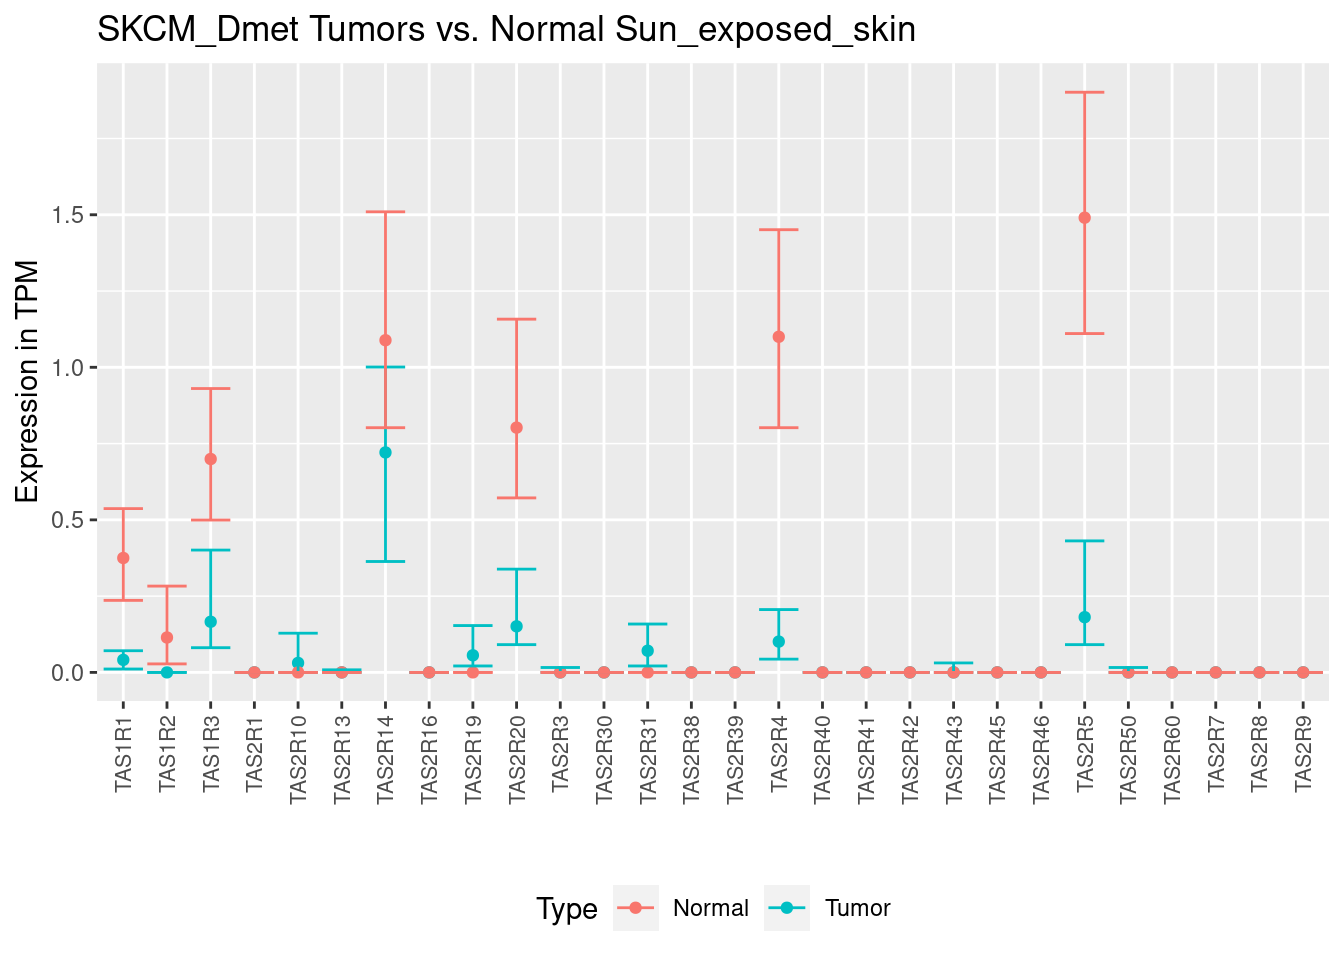 SKCM_Dmet Tumors vs. Normal Sun_exposed_skin
Expression in TPM
1.5
1.0
0.5
0.0
TAS1R1
TAS1R2
TAS1R3
TAS2R1
TAS2R10
TAS2R13
TAS2R14
TAS2R16
TAS2R19
TAS2R20
TAS2R3
TAS2R30
TAS2R31
TAS2R38
TAS2R39
TAS2R4
TAS2R40
TAS2R41
TAS2R42
TAS2R43
TAS2R45
TAS2R46
TAS2R5
TAS2R50
TAS2R60
TAS2R7
TAS2R8
TAS2R9
Type Normal Tumor